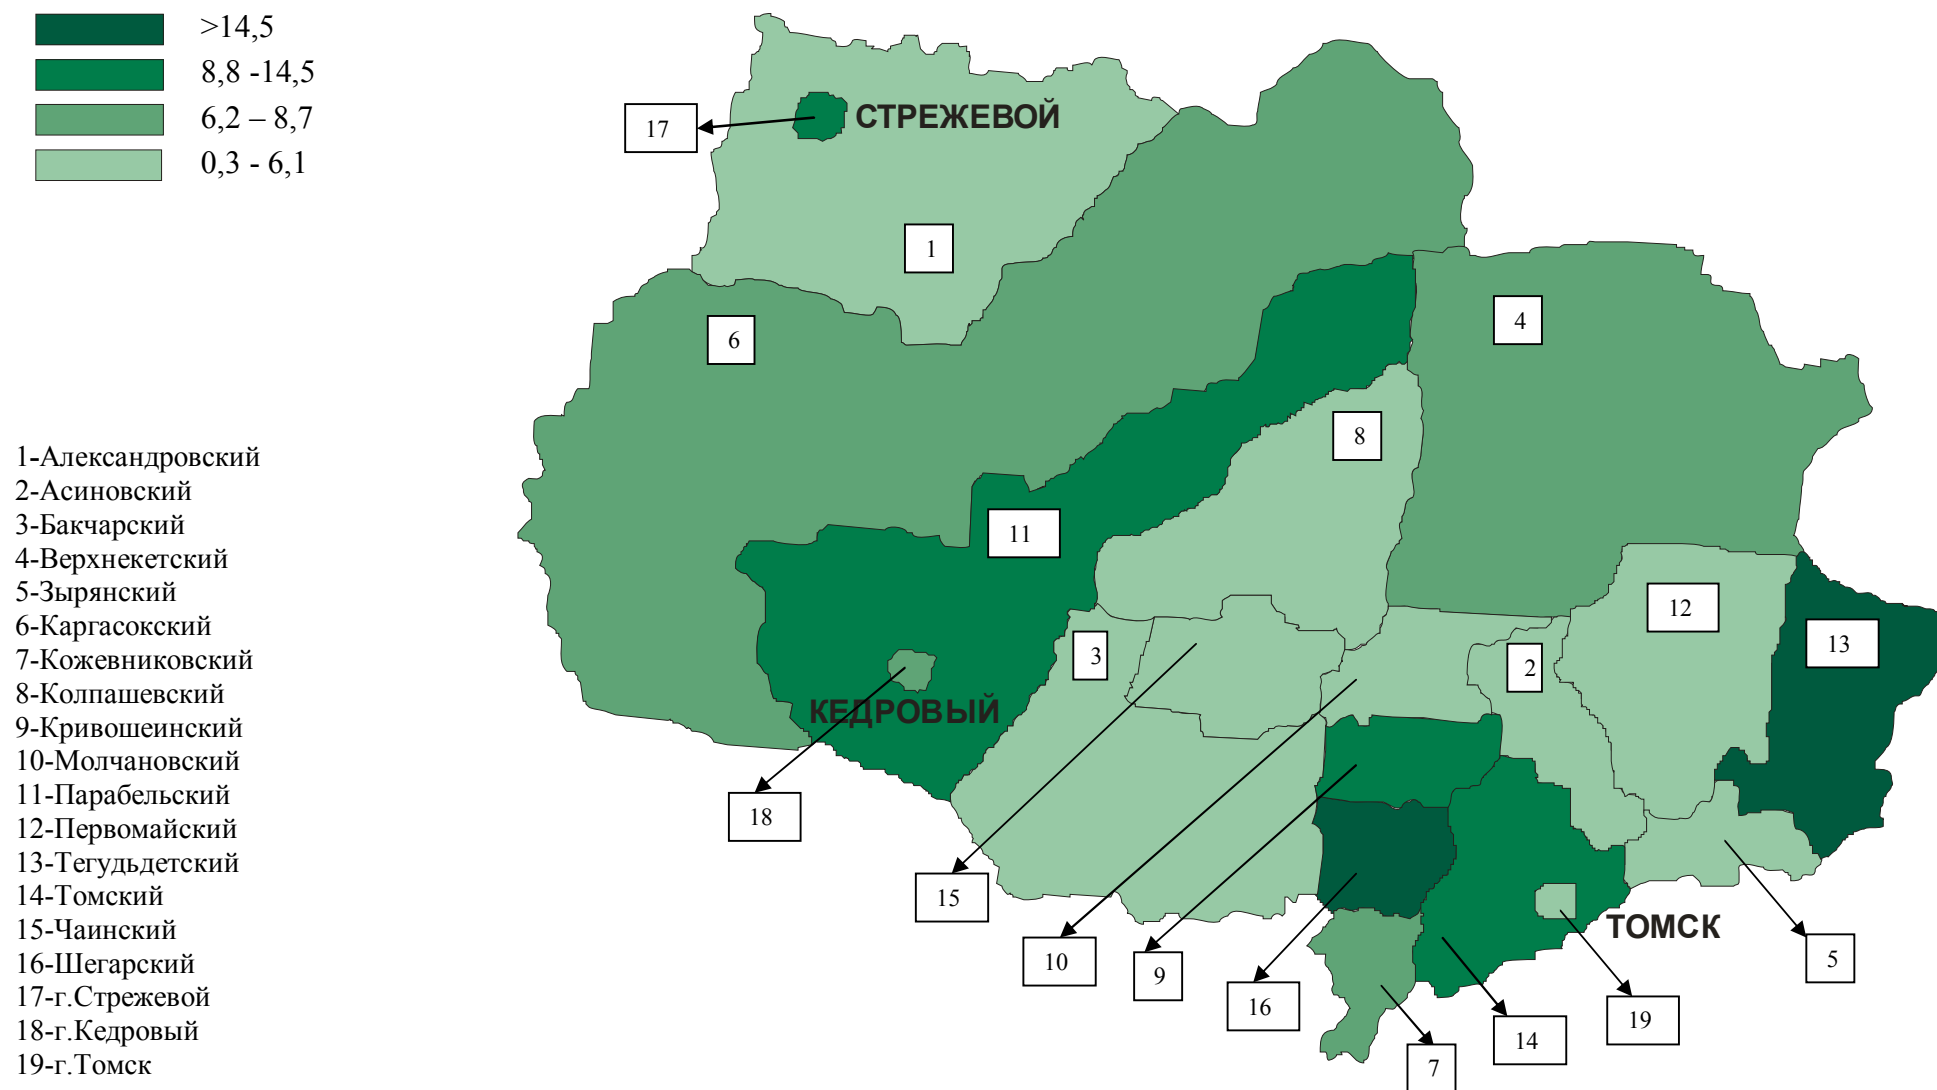 >14,5
8,8 -14,5
6,2 – 8,7
0,3 - 6,1
17
СТРЕЖЕВОЙ
1
6
4
8
11
12
13
3
2
КЕДРОВЫЙ
18
15
10
9
16
14
7
19
5
ТОМСК
1-Александровский
2-Асиновский
3-Бакчарский
4-Верхнекетский
5-Зырянский
6-Каргасокский
7-Кожевниковский
8-Колпашевский
9-Кривошеинский
10-Молчановский
11-Парабельский
12-Первомайский
13-Тегудьдетский
14-Томский
15-Чаинский
16-Шегарский
17-г.Стрежевой
18-г.Кедровый
19-г.Томск